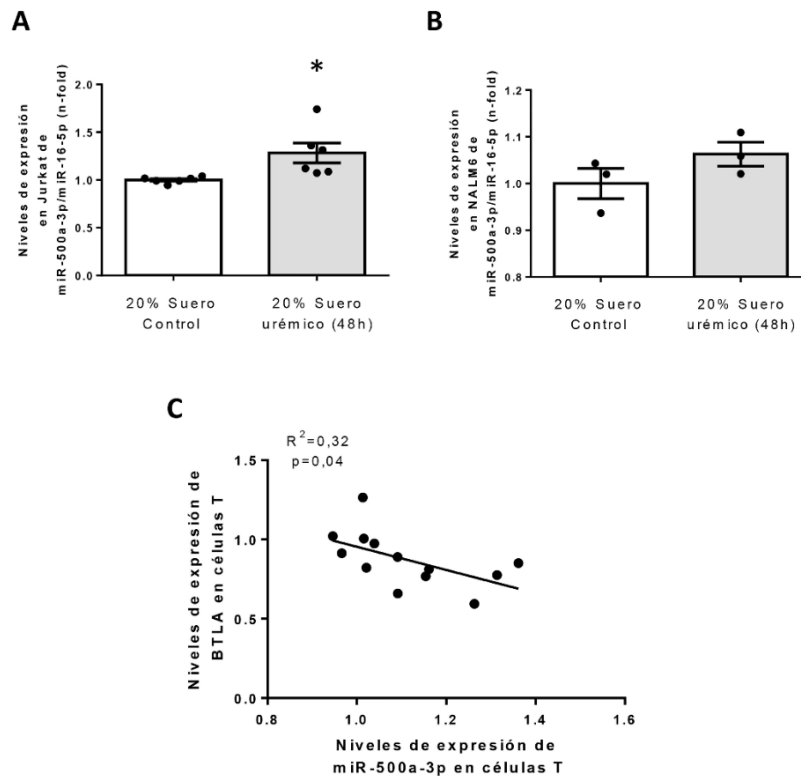 A
Niveles de expresión
en Jurkat de
miR-500a-3p/miR-16-5p (n-fold)
2.0
1.5
1.0
0.5
0.0
*
20% Suero
Control
20% Suero
urémico (48h)
B
Niveles de expresión
en NALM6 de
miR-500a-3p/miR-16-5p (n-fold)
1.2
1.1
1.0
0.9
0.8
20% Suero
Control
20% Suero
urémico (48h)
C
R²=0,32
p=0,04
Niveles de expresión de
BTLA en células T
1.5
1.0
0.5
0.0
0.8
1.0
1.2
1.4
1.6
Niveles de expresión de
miR-500a-3p en células T